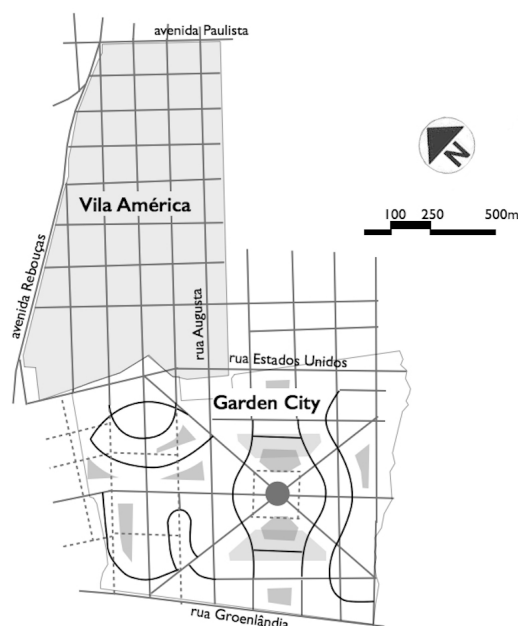 avenida Paulista
N
Vila América
100 250 500m
avenida Rebouças
rua Augusta
rua Estados Unidos
Garden City
rua Groenlândia